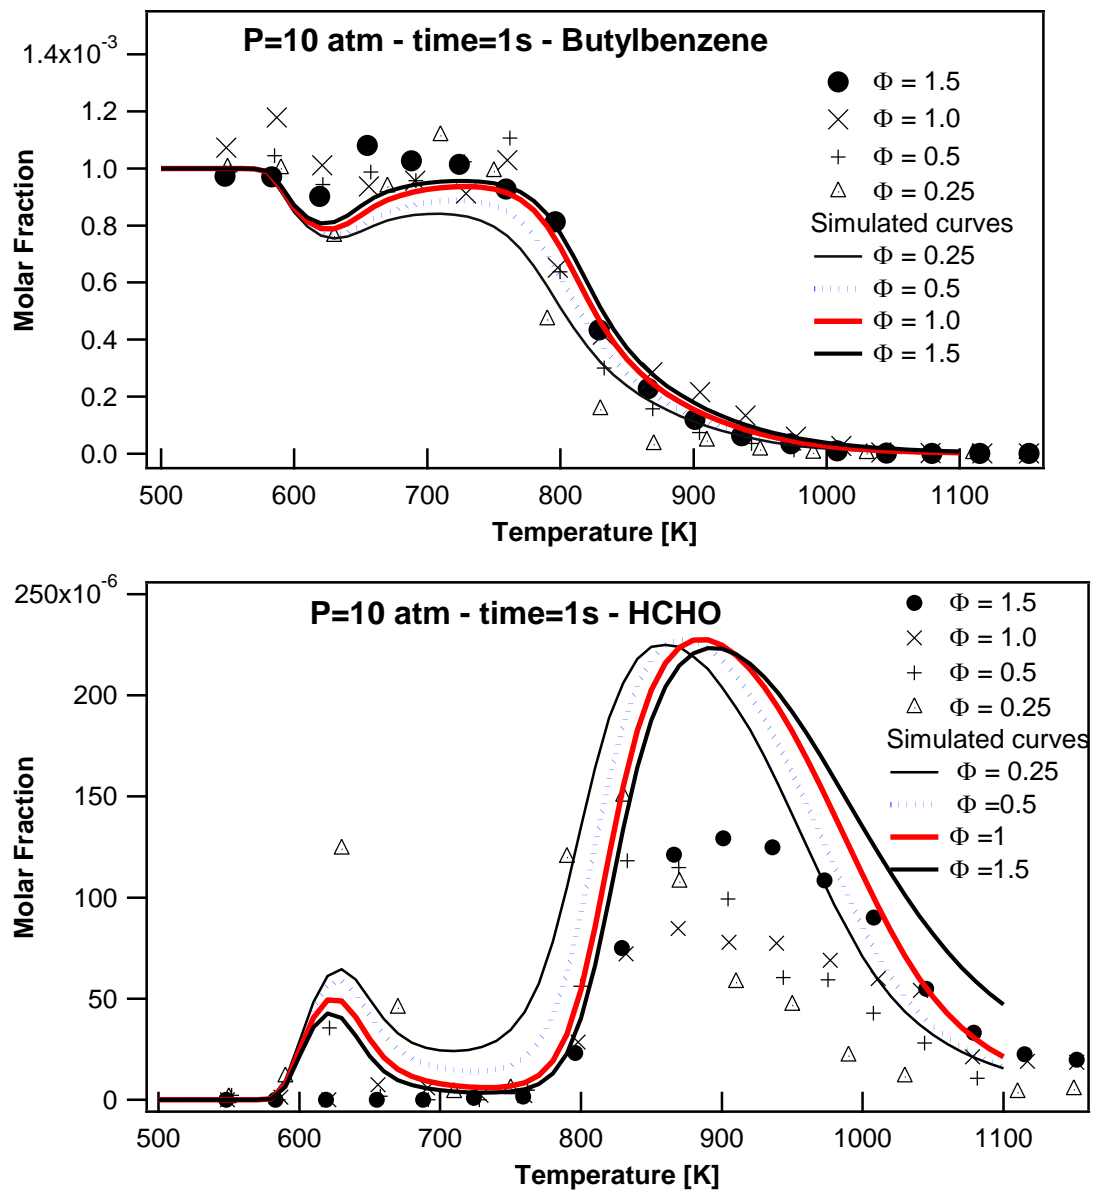 P=10 atm - time=1s - Butylbenzene
1.4x10-3
1.2
1.0
0.8
0.6
0.4
0.2
0.0
Molar Fraction
Φ = 1.5
Φ = 1.0
Φ = 0.5
Φ = 0.25
Simulated curves
Φ = 0.25
Φ = 0.5
Φ = 1.0
Φ = 1.5
500 600 700 800 900 1000 1100
Temperature [K]
P=10 atm - time=1s - HCHO
250x10-6
200
150
100
50
0
Molar Fraction
Φ = 1.5
Φ = 1.0
Φ = 0.5
Φ = 0.25
Simulated curves
Φ = 0.25
Φ =0.5
Φ =1
Φ =1.5
500 600 700 800 900 1000 1100
Temperature [K]